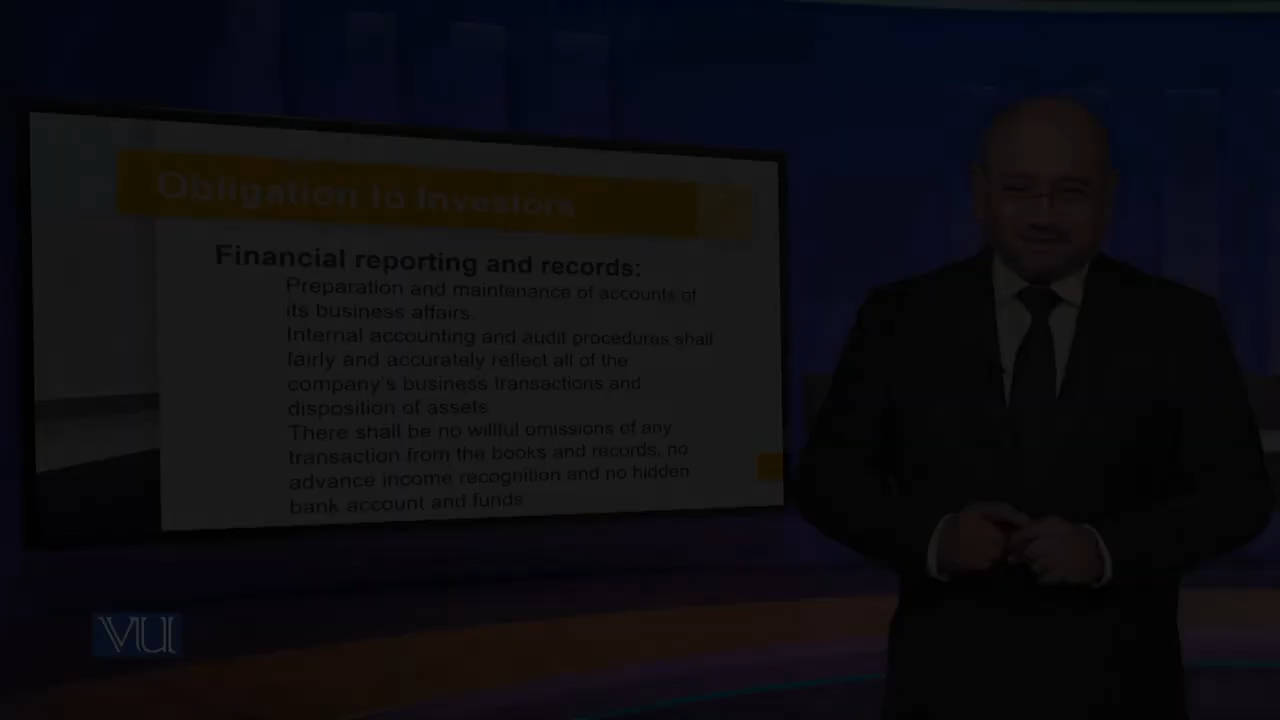 Obligation to Investors
Financial reporting and records:
Preparation and maintenance of accounts of
its business affairs.
Internal accounting and audit procedures shall
fairly and accurately reflect all of the
company's business transactions and
disposition of assets
There shall be no willful omissions of any
transaction from the books and records, no
advance income recognition and no hidden
bank account and funds
VU